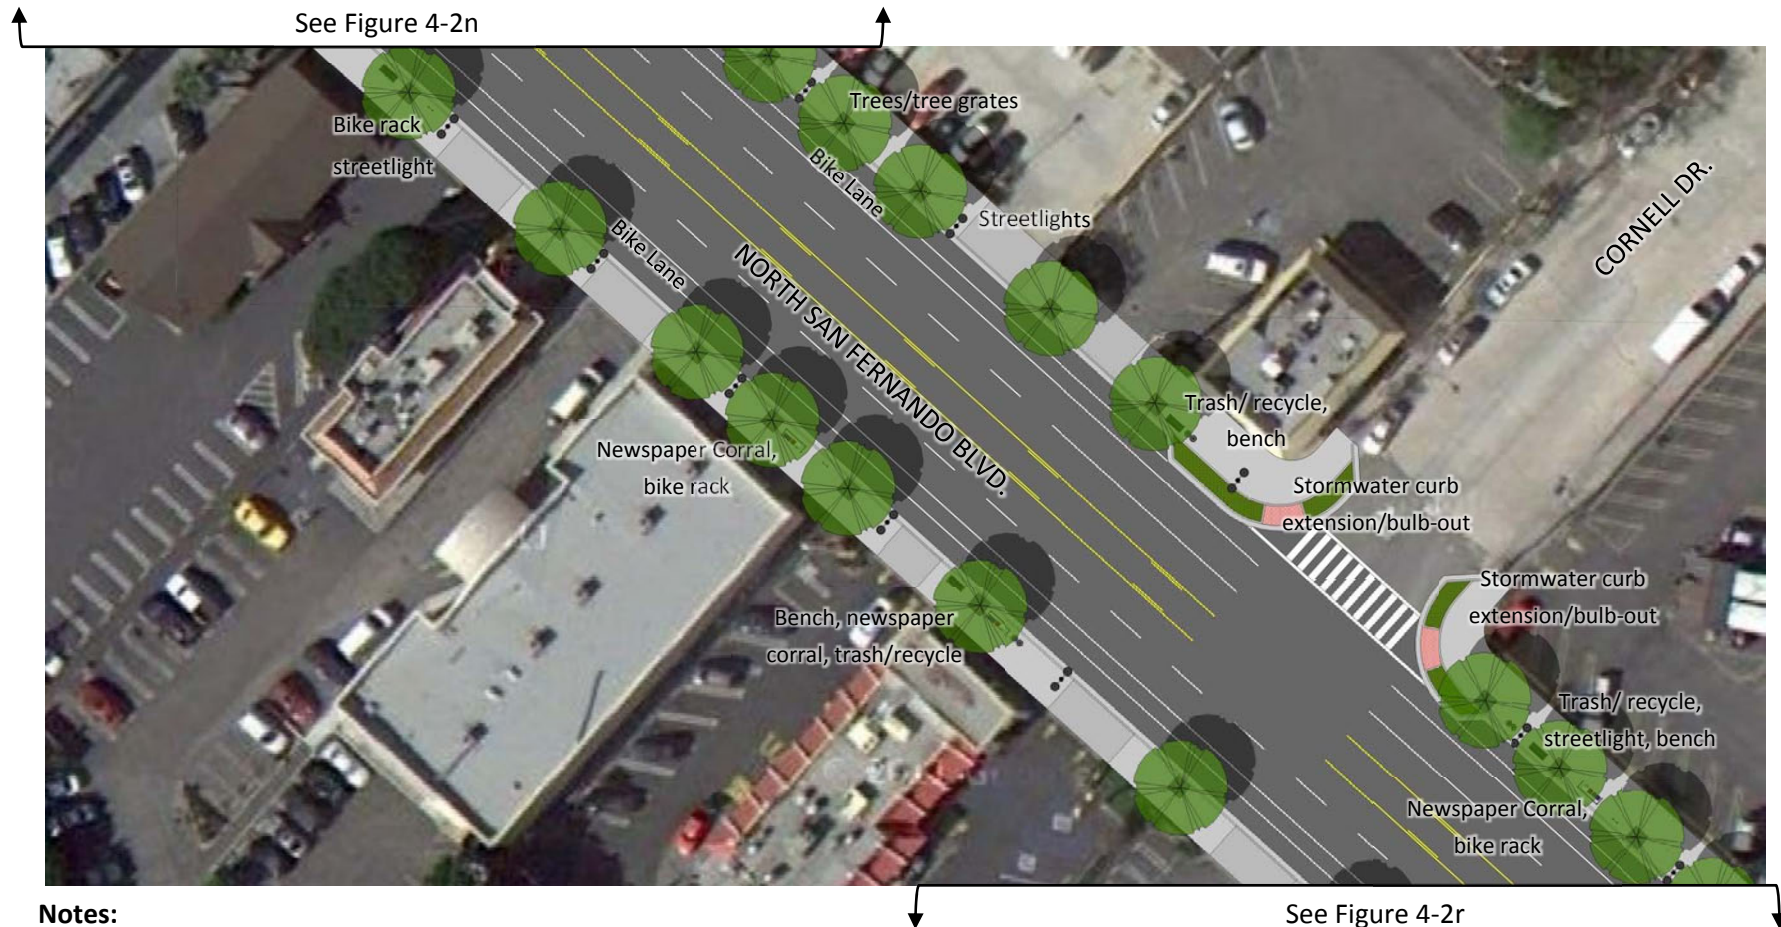 See Figure 4-2n
Trees/tree grates
Bike rack
streetlight
Bike Lane
Streetlights
Bike Lane
NORTH SAN FERNANDO BLVD.
CORNELL DR.
Trash/ recycle,
bench
Newspaper Corral,
bike rack
Stormwater curb
extension/bulb-out
Stormwater curb
extension/bulb-out
Bench, newspaper
corral, trash/recycle
Trash/ recycle,
streetlight, bench
Newspaper Corral,
bike rack
Notes:
See Figure 4-2r